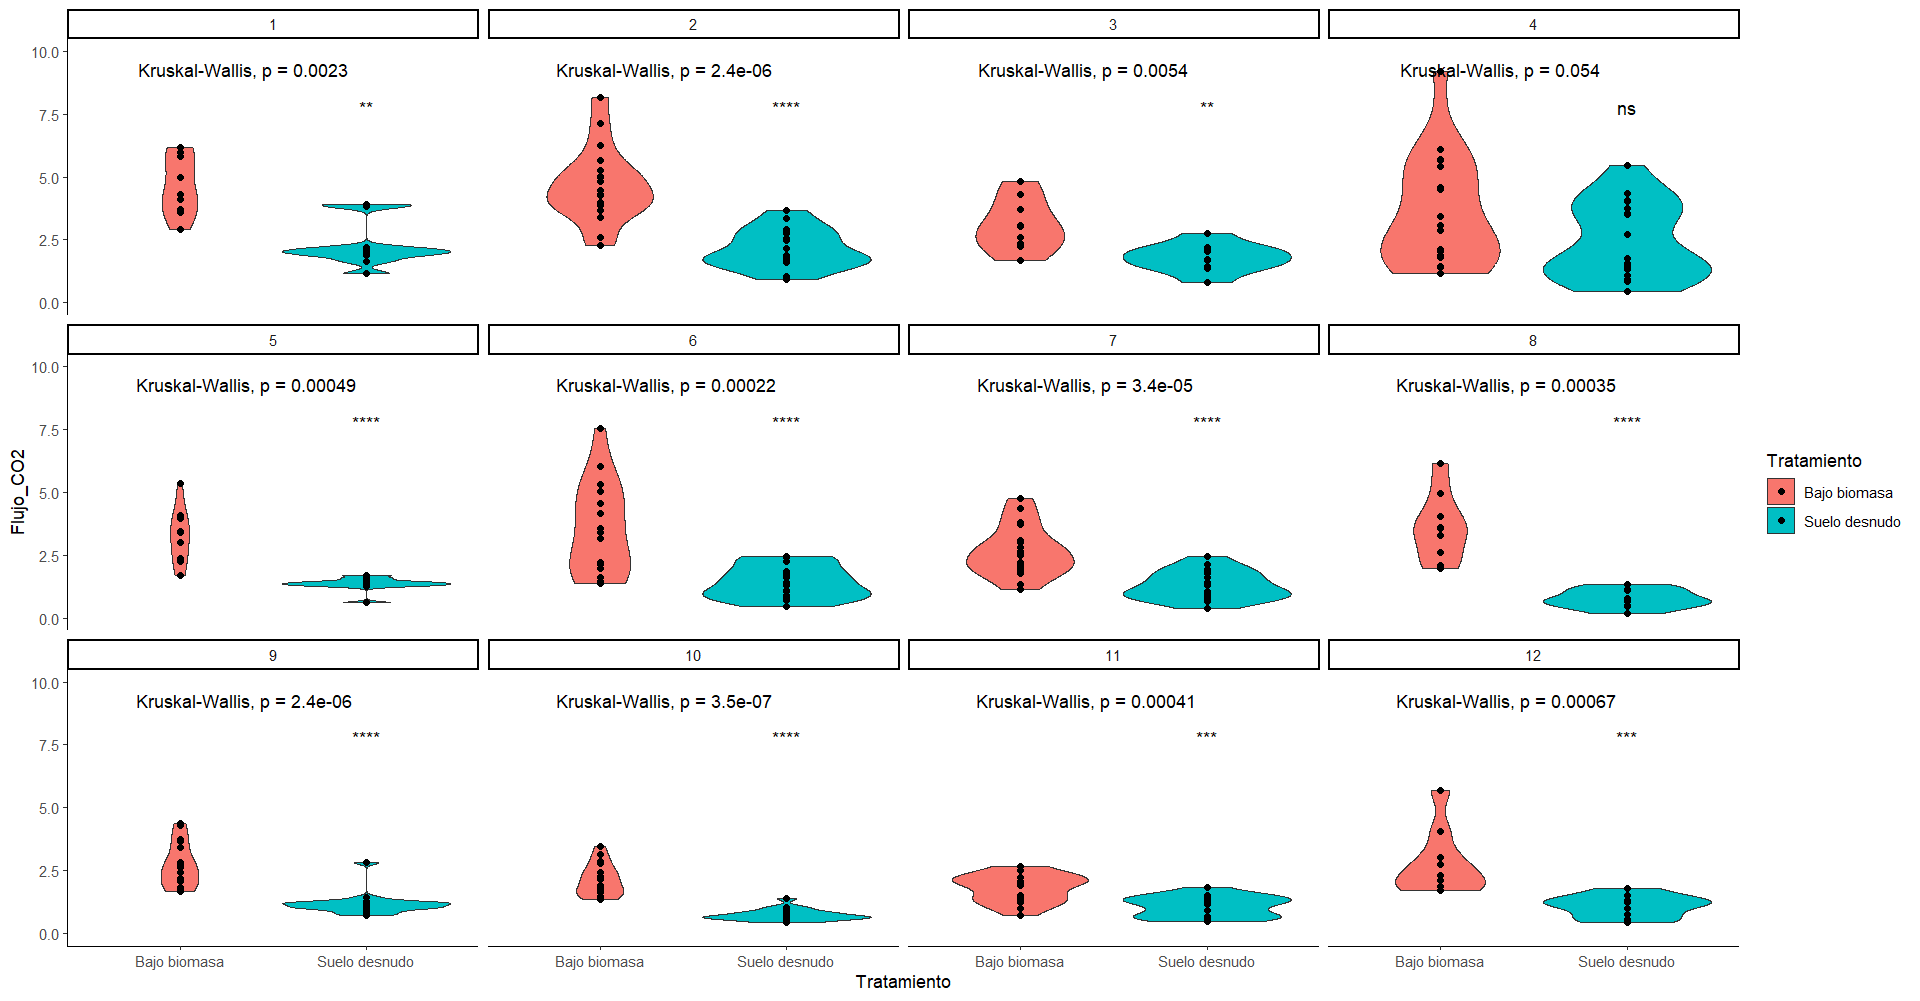 1 2 3 4
10.0
Kruskal-Wallis, p = 0.0023 Kruskal-Wallis, p = 2.4e-06 Kruskal-Wallis, p = 0.0054 Kruskal-Wallis, p = 0.054
7.5 ** **** ** ns
5.0
2.5
0.0
5 6 7 8
10.0
Kruskal-Wallis, p = 0.00049 Kruskal-Wallis, p = 0.00022 Kruskal-Wallis, p = 3.4e-05 Kruskal-Wallis, p = 0.00035
7.5 **** **** **** ****
5.0
2.5
0.0
9 10 11 12
10.0
Kruskal-Wallis, p = 2.4e-06 Kruskal-Wallis, p = 3.5e-07 Kruskal-Wallis, p = 0.00041 Kruskal-Wallis, p = 0.00067
7.5 **** **** *** ***
5.0
2.5
0.0
Bajo biomasa Suelo desnudo Bajo biomasa Suelo desnudo Bajo biomasa Suelo desnudo Bajo biomasa Suelo desnudo
Tratamiento
Flujo_CO2
Tratamiento
Bajo biomasa
Suelo desnudo